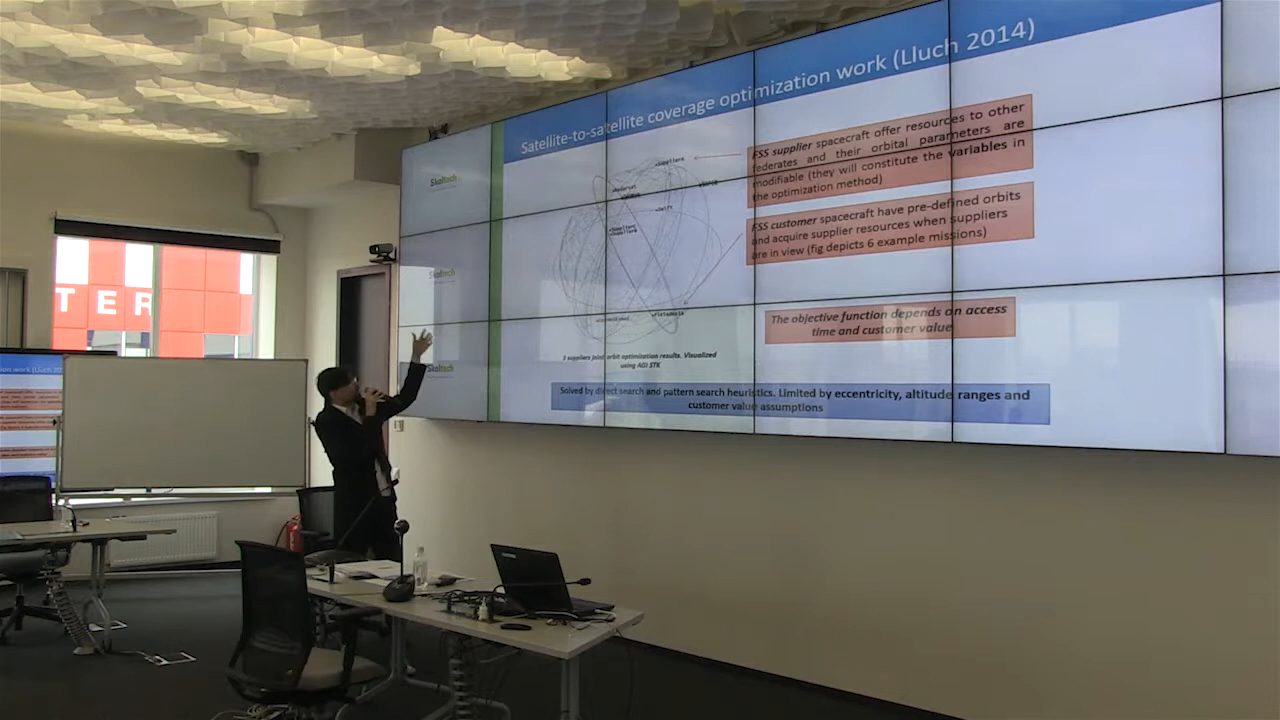 Satellite-to-satellite coverage optimization work (Lluch 2014)
Skoltech
Skoltech
Skoltech
FSS supplier spacecraft offer resources to other
federates and their orbital parameters are
modifiable (they will constitute the variables in
the optimization method)
FSS customer spacecraft have pre-defined orbits
and acquire supplier resources when suppliers
are in view (fig depicts 6 example missions)
The objective function depends on access
time and customer value
3 suppliers joint orbit optimization results. Visualized
using AGI STK
Solved by direct search and pattern search heuristics. Limited by eccentricity, altitude ranges and
customer value assumptions
TER